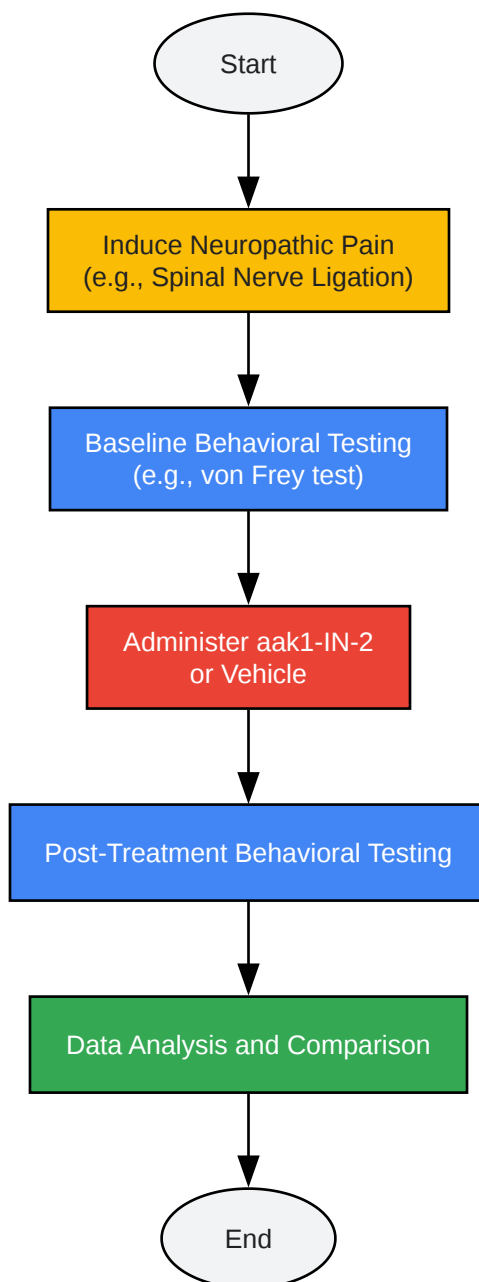 Start
Induce Neuropathic Pain
(e.g., Spinal Nerve Ligation)
Baseline Behavioral Testing
(e.g., von Frey test)
Administer aak1-IN-2
or Vehicle
Post-Treatment Behavioral Testing
Data Analysis and Comparison
End